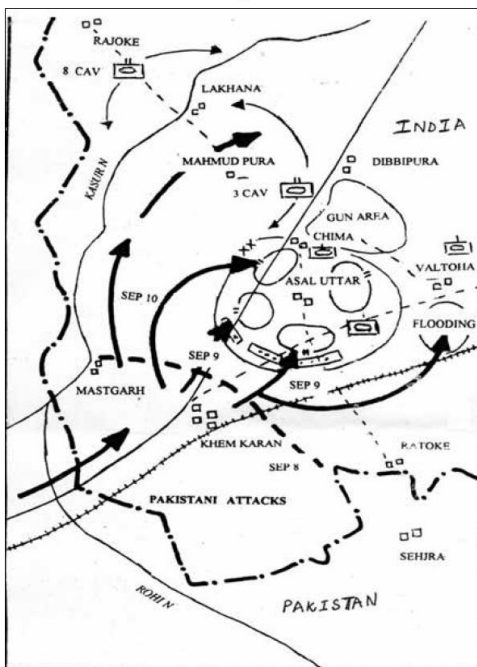 RAJOKE
8 CAV
LAKHANA
INDIA
KASUR N
MAHMUD PURA
DIBBIPURA
3 CAV
GUN AREA
XX
CHIMA
VALTOHA
ASAL UTTAR
SEP 10
FLOODING
SEP 9
SEP 9
MASTGARH
KHEM KARAN
RATOKE
SEP 8
PAKISTANI ATTACKS
SEHJRA
ROHI N
PAKISTAN